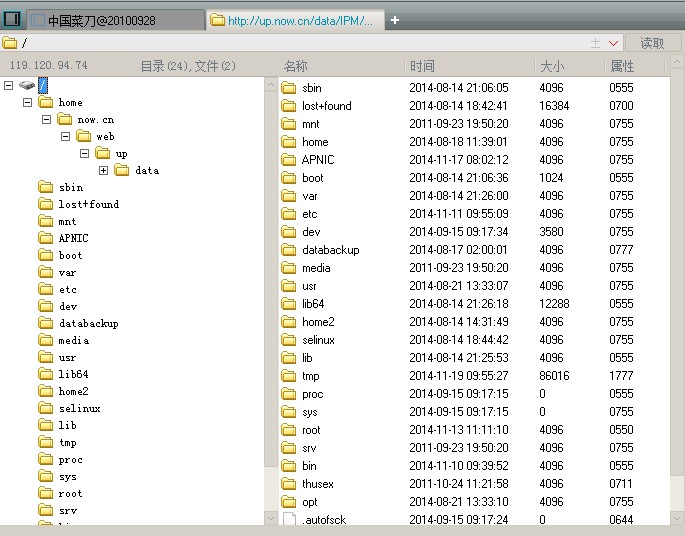 中国菜刀@20100928 http://up.now.cn/data/IPM/... +
/ 读取
119.120.94.74 目录(24),文件(2) 名称 时间 大小 属性
/
home
now.cn
web
up
data
sbin
lost+found
mnt
APNIC
boot
var
etc
dev
databackup
media
usr
lib64
home2
selinux
lib
tmp
proc
sys
root
srv
sbin 2014-08-14 21:06:05 4096 0555
lost+found 2014-08-14 18:42:41 16384 0700
mnt 2011-09-23 19:50:20 4096 0755
home 2014-08-18 11:39:01 4096 0755
APNIC 2014-11-17 08:02:12 4096 0755
boot 2014-08-14 21:06:36 1024 0555
var 2014-08-14 21:26:00 4096 0755
etc 2014-11-11 09:55:09 4096 0755
dev 2014-09-15 09:17:34 3580 0755
databackup 2014-08-17 02:00:01 4096 0777
media 2011-09-23 19:50:20 4096 0755
usr 2014-08-21 13:33:07 4096 0755
lib64 2014-08-14 21:26:18 12288 0555
home2 2014-08-14 14:31:49 4096 0755
selinux 2014-08-14 18:44:42 4096 0755
lib 2014-08-14 21:25:53 4096 0555
tmp 2014-11-19 09:55:27 86016 1777
proc 2014-09-15 09:17:15 0 0555
sys 2014-09-15 09:17:15 0 0755
root 2014-11-13 11:11:10 4096 0550
srv 2011-09-23 19:50:20 4096 0755
bin 2014-11-10 09:39:52 4096 0555
thusex 2011-10-24 11:21:58 4096 0711
opt 2014-08-21 13:33:10 4096 0755
.autofsck 2014-09-15 09:17:24 0 0644